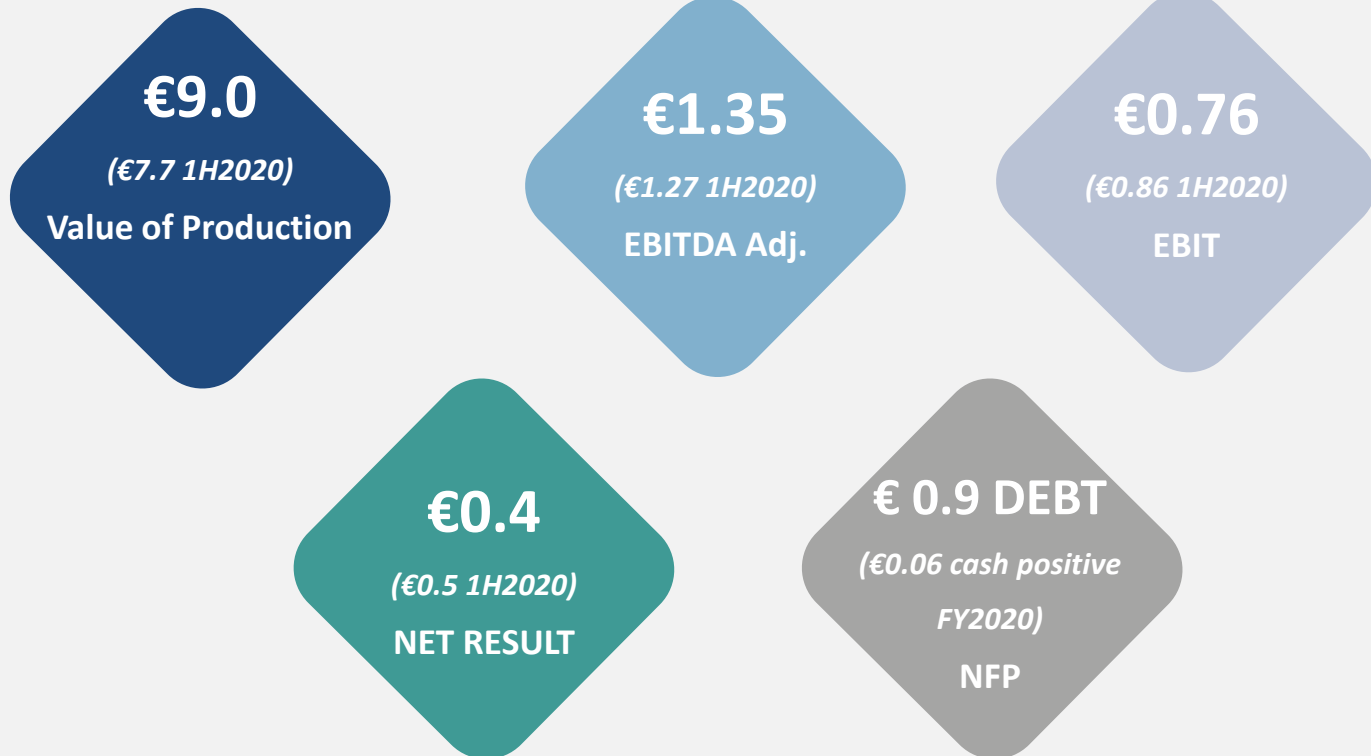 €9.0
(€7.7 1H2020)
Value of Production
€1.35
(€1.27 1H2020)
EBITDA Adj.
€0.76
(€0.86 1H2020)
EBIT
€0.4
(€0.5 1H2020)
NET RESULT
€ 0.9 DEBT
(€0.06 cash positive
FY2020)
NFP